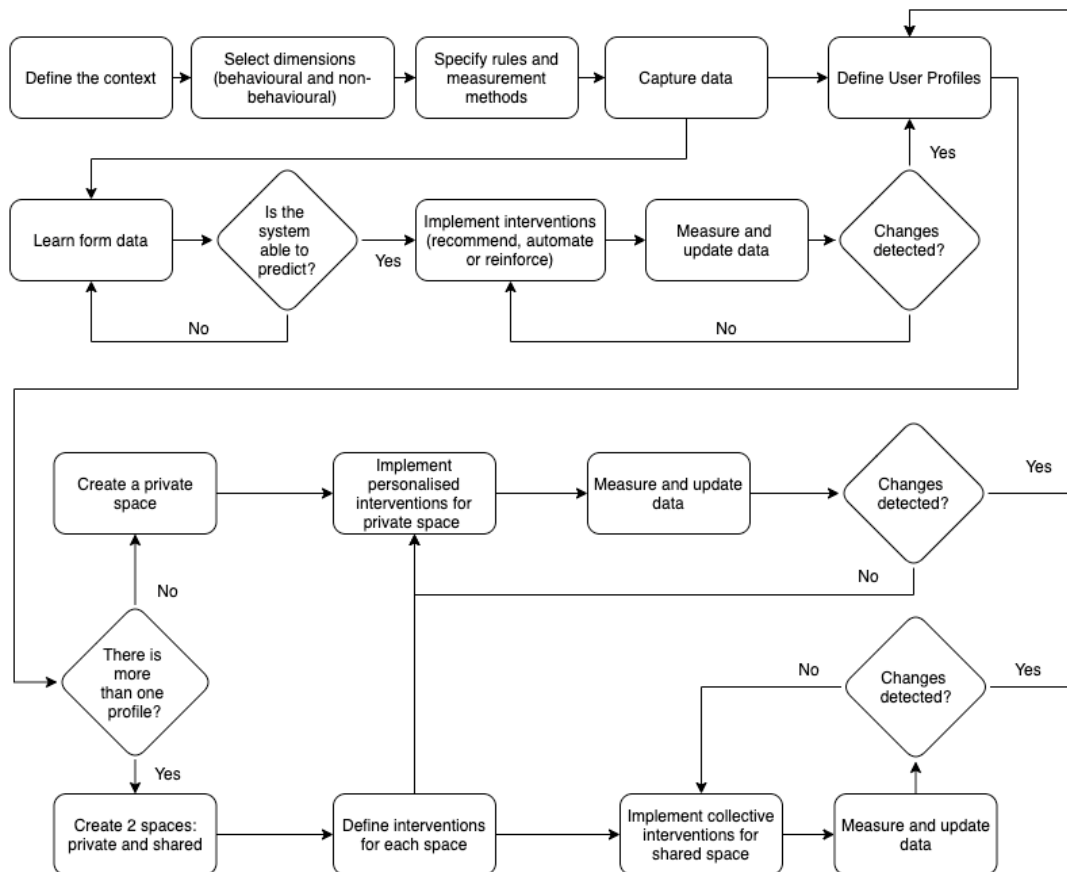 Define the context
Select dimensions
(behavioural and non-
behavioural)
Specify rules and
measurement
methods
Capture data
Define User Profiles
Yes
Learn form data
Is the
system
able to
predict?
Yes
Implement interventions
(recommend, automate
or reinforce)
Measure and
update data
Changes
detected?
No
No
Create a private
space
Implement
personalised
interventions for
private space
Measure and update
data
Changes
detected?
Yes
No
No
There is
more
than one
profile?
No
Changes
detected?
Yes
Yes
Create 2 spaces:
private and shared
Define interventions
for each space
Implement collective
interventions for
shared space
Measure and update
data